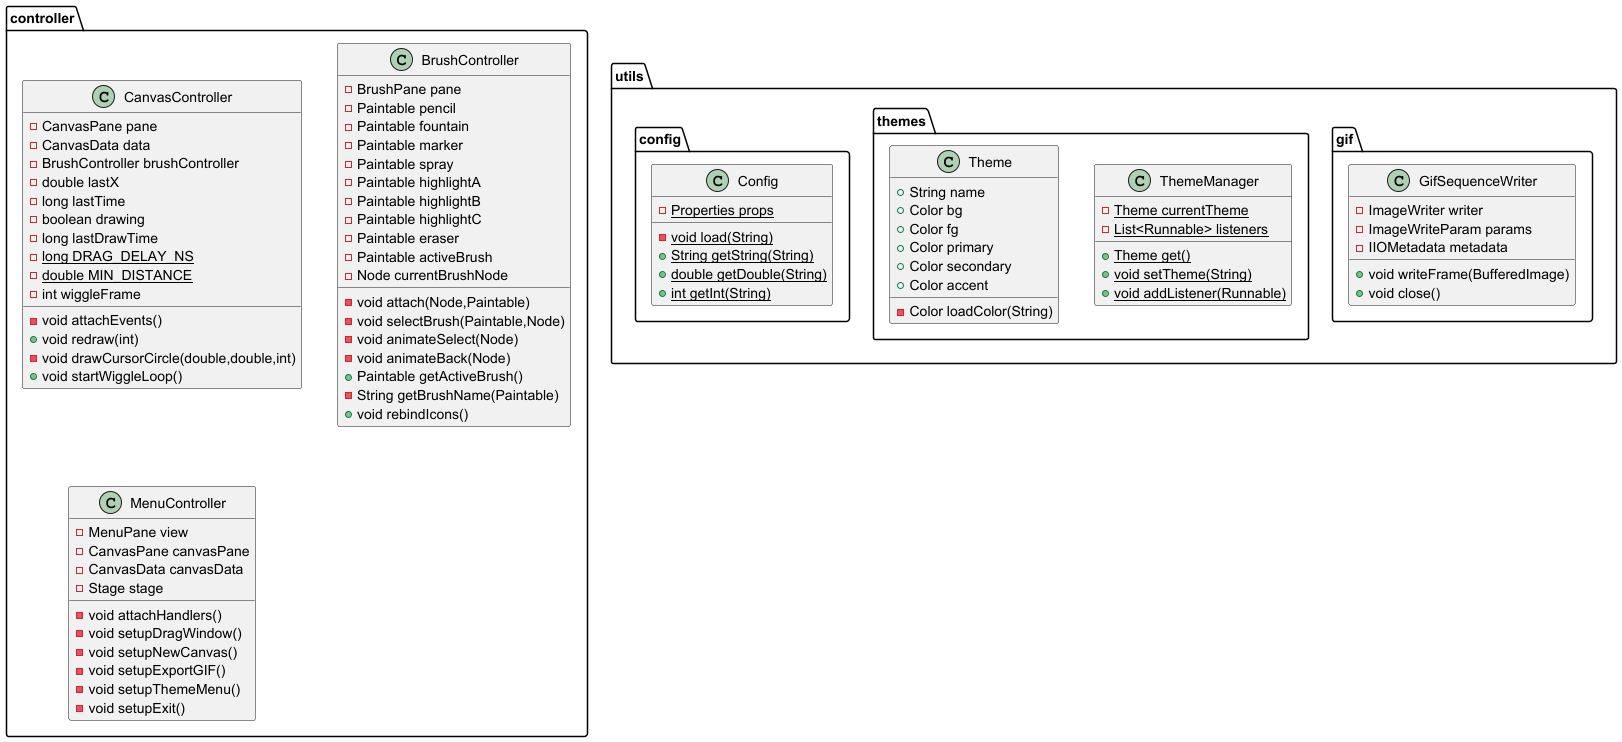 controller
C CanvasController
CanvasPane pane
CanvasData data
BrushController brushController
double lastX
long lastTime
boolean drawing
long lastDrawTime
long DRAG_DELAY_NS
double MIN_DISTANCE
int wiggleFrame
void attachEvents()
void redraw(int)
void drawCursorCircle(double,double,int)
void startWiggleLoop()
C BrushController
BrushPane pane
Paintable pencil
Paintable fountain
Paintable marker
Paintable spray
Paintable highlightA
Paintable highlightB
Paintable highlightC
Paintable eraser
Paintable activeBrush
Node currentBrushNode
void attach(Node,Paintable)
void selectBrush(Paintable,Node)
void animateSelect(Node)
void animateBack(Node)
Paintable getActiveBrush()
String getBrushName(Paintable)
void rebindIcons()
C MenuController
MenuPane view
CanvasPane canvasPane
CanvasData canvasData
Stage stage
void attachHandlers()
void setupDragWindow()
void setupNewCanvas()
void setupExportGIF()
void setupThemeMenu()
void setupExit()
utils
config
C Config
Properties props
void load(String)
String getString(String)
double getDouble(String)
int getInt(String)
themes
C Theme
String name
Color bg
Color fg
Color primary
Color secondary
Color accent
Color loadColor(String)
C ThemeManager
Theme currentTheme
List<Runnable> listeners
Theme get()
void setTheme(String)
void addListener(Runnable)
gif
C GifSequenceWriter
ImageWriter writer
ImageWriteParam params
IIOMetadata metadata
void writeFrame(BufferedImage)
void close()